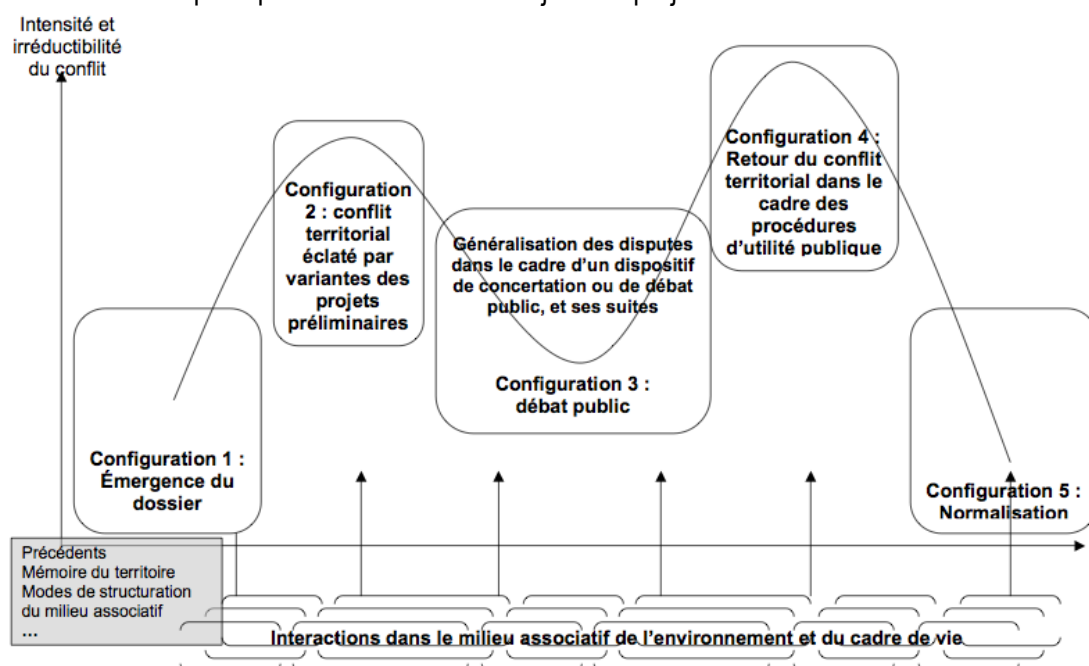 Intensité et
irréductibilité
du conflit
Configuration 4 :
Retour du conflit
territorial dans le
cadre des
procédures
d'utilité publique
Configuration
2 : conflit
territorial
éclaté par
variantes des
projets
préliminaires
Généralisation des disputes
dans le cadre d'un dispositif
de concertation ou de débat
public, et ses suites
Configuration 3 :
débat public
Configuration 1 :
Émergence du
dossier
Configuration 5 :
Normalisation
Précédents
Mémoire du territoire
Modes de structuration
du milieu associatif
...
Interactions dans le milieu associatif de l'environnement et du cadre de vie